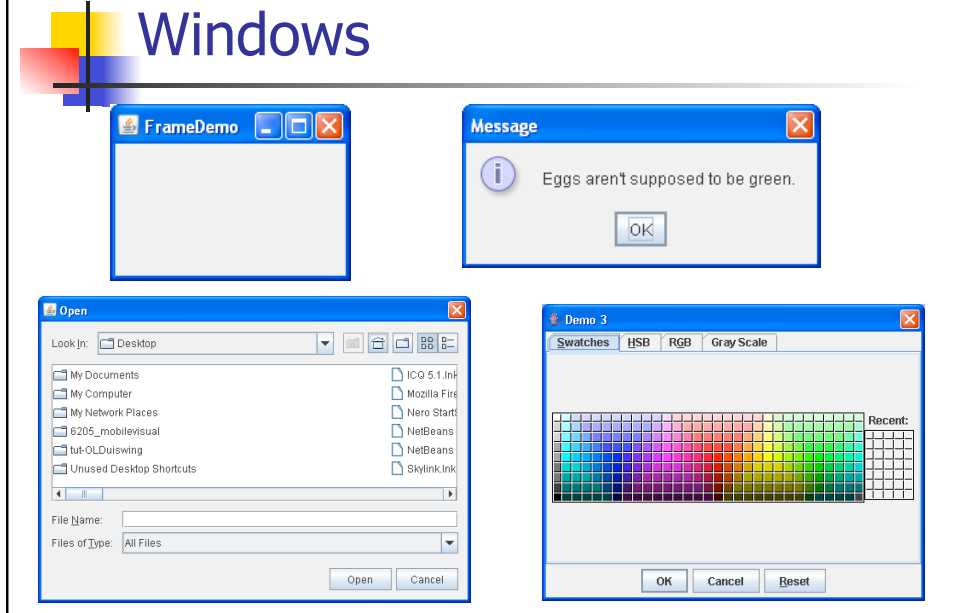 Windows
FrameDemo
Message
Eggs aren't supposed to be green.
OK
Open
Look In: Desktop
My Documents
My Computer
My Network Places
6205_mobilevisual
tut-OLDuiswing
Unused Desktop Shortcuts
ICQ 5.1.lnk
Mozilla Fire
Nero StartS
NetBeans
NetBeans
Skylink.lnk
File Name:
Files of Type: All Files
Open Cancel
Demo 3
Swatches HSB RGB Gray Scale
Recent:
OK Cancel Reset